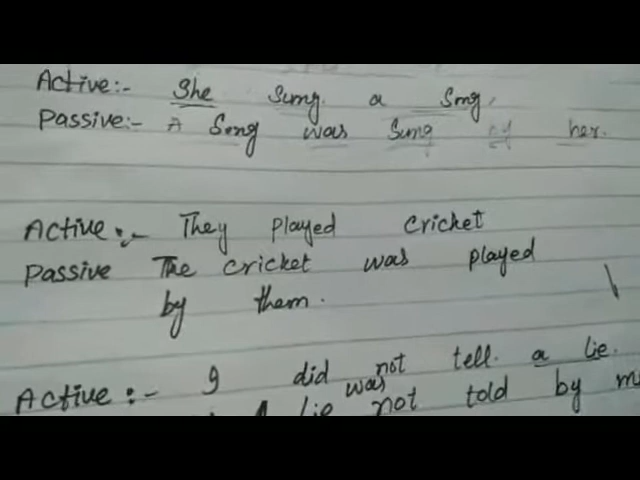 Active:- She sung a song.
Passive:- A song was sung by her.
Active:- They played cricket
Passive The cricket was played
by them.
Active:- I did not tell a lie.
was
A lie not told by m